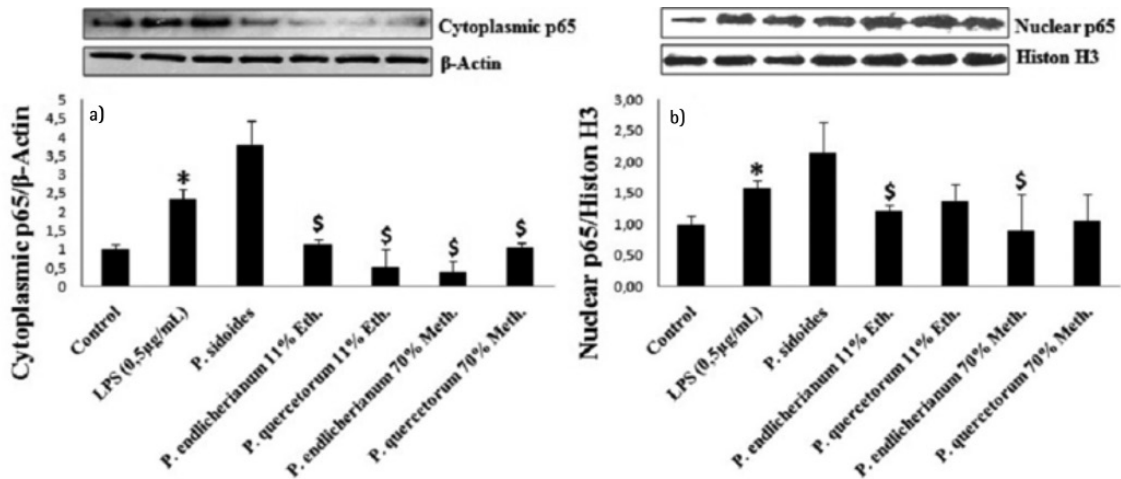 Cytoplasmic p65
β-Actin
a)
Cytoplasmic p65/β-Actin
5
4,5
4
3,5
3
2,5
2
1,5
1
0,5
0
*
$
$
$
$
Control
LPS (0,5µg/mL)
P. sidoides
P. endlicherianum 11% Eth.
P. quercetorum 11% Eth.
P. endlicherianum 70% Meth.
P. quercetorum 70% Meth.
Nuclear p65
Histon H3
b)
Nuclear p65/Histon H3
3,00
2,50
2,00
1,50
1,00
0,50
0,00
*
$
$
Control
LPS (0,5µg/mL)
P. sidoides
P. endlicherianum 11% Eth.
P. quercetorum 11% Eth.
P. endlicherianum 70% Meth.
P. quercetorum 70% Meth.